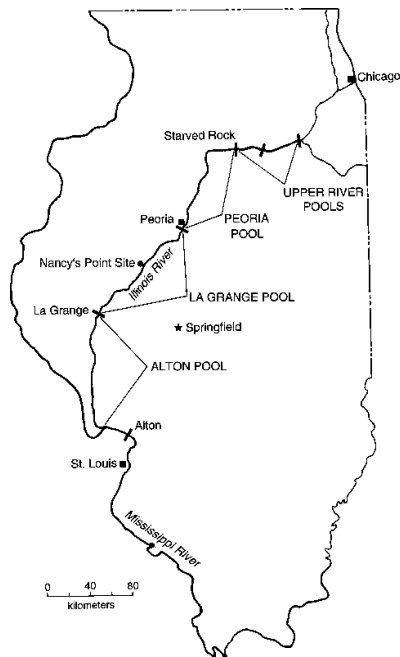 Chicago
Starved Rock
UPPER RIVER
POOLS
Peoria
PEORIA
POOL
Nancy's Point Site
Illinois River
LA GRANGE POOL
La Grange
Springfield
ALTON POOL
Alton
St. Louis
Mississippi River
0 40 80
kilometers